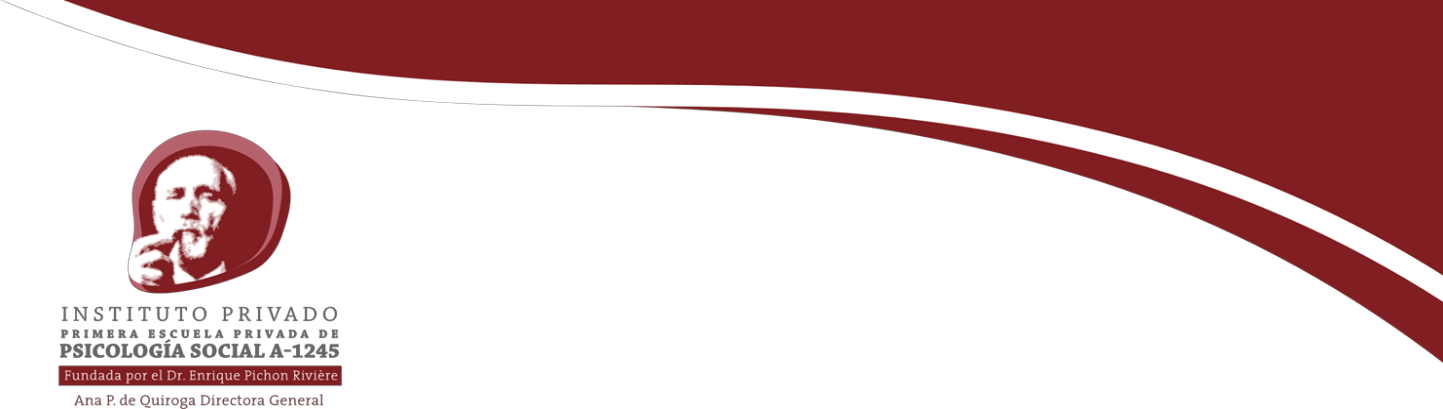 INSTITUTO PRIVADO
PRIMERA ESCUELA PRIVADA DE
PSICOLOGÍA SOCIAL A-1245
Fundada por el Dr. Enrique Pichon Rivière
Ana P. de Quiroga Directora General